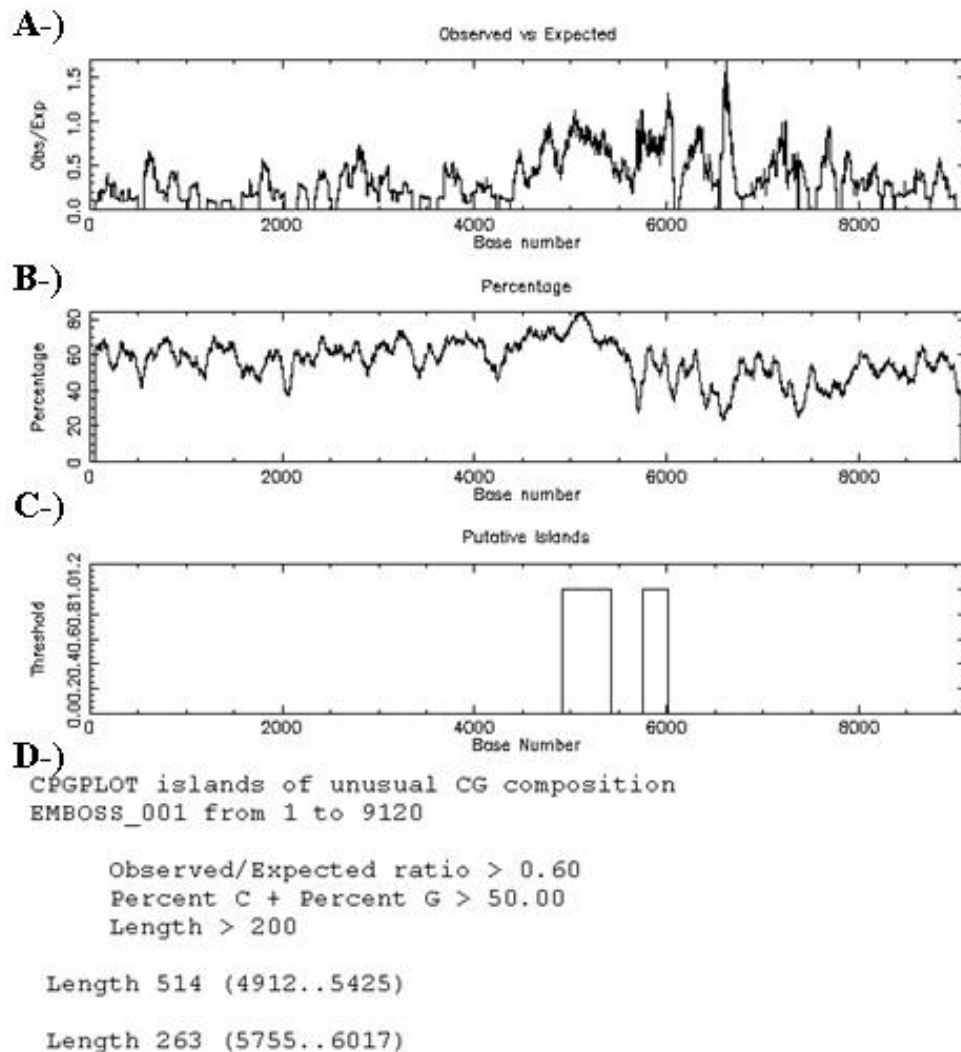 A-)
Observed vs Expected
Obs/Exp
0.0 0.5 1.0 1.5
0 2000 4000 6000 8000
Base number
B-)
Percentage
Percentage
0 20 40 60 80
0 2000 4000 6000 8000
Base number
C-)
Putative Islands
Threshold
0.00.20.40.60.81.01.2
0 2000 4000 6000 8000
Base Number
D-)
CPGPLOT islands of unusual CG composition
EMBOSS_001 from 1 to 9120
Observed/Expected ratio > 0.60
Percent C + Percent G > 50.00
Length > 200
Length 514 (4912..5425)
Length 263 (5755..6017)